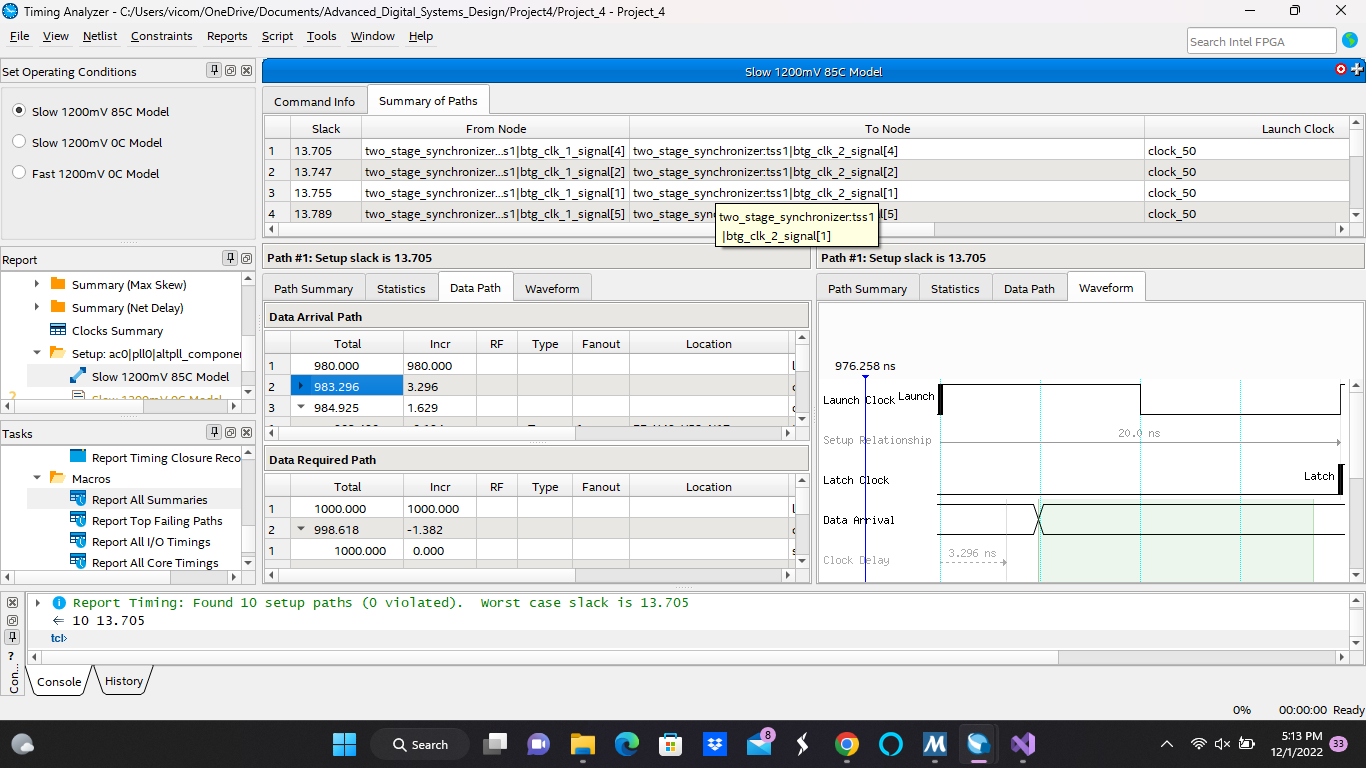 Timing Analyzer - C:/Users/vicom/OneDrive/Documents/Advanced_Digital_Systems_Design/Project4/Project_4 - Project_4
File View Netlist Constraints Reports Script Tools Window Help
Search Intel FPGA
Set Operating Conditions
Slow 1200mV 85C Model
Slow 1200mV 0C Model
Fast 1200mV 0C Model
Slow 1200mV 85C Model
Command Info Summary of Paths
Slack From Node To Node Launch Clock
1 13.705 two_stage_synchronizer...s1|btg_clk_1_signal[4] two_stage_synchronizer:tss1|btg_clk_2_signal[4] clock_50
2 13.747 two_stage_synchronizer...s1|btg_clk_1_signal[2] two_stage_synchronizer:tss1|btg_clk_2_signal[2] clock_50
3 13.755 two_stage_synchronizer...s1|btg_clk_1_signal[1] two_stage_synchronizer:tss1|btg_clk_2_signal[1] clock_50
4 13.789 two_stage_synchronizer...s1|btg_clk_1_signal[5] two_stage_sync al[5] clock_50
two_stage_synchronizer:tss1
|btg_clk_2_signal[1]
Report
Summary (Max Skew)
Summary (Net Delay)
Clocks Summary
Setup: ac0|pll0|altpll_componer
Slow 1200mV 85C Model
Slow 1200mV 0C Model
Tasks
Report Timing Closure Reco
Macros
Report All Summaries
Report Top Failing Paths
Report All I/O Timings
Report All Core Timings
Path #1: Setup slack is 13.705
Path Summary Statistics Data Path Waveform
Data Arrival Path
Total Incr RF Type Fanout Location
1 980.000 980.000
2 983.296 3.296
3 984.925 1.629
Data Required Path
Total Incr RF Type Fanout Location
1 1000.000 1000.000
2 998.618 -1.382
1 1000.000 0.000
Path #1: Setup slack is 13.705
Path Summary Statistics Data Path Waveform
976.258 ns
Launch Clock Launch
Setup Relationship 20.0 ns
Latch Clock Latch
Data Arrival
Clock Delay 3.296 ns
Report Timing: Found 10 setup paths (0 violated). Worst case slack is 13.705
10 13.705
tcl>
Con...
Console History
0% 00:00:00 Ready
Search
8
5:13 PM
12/1/2022
33